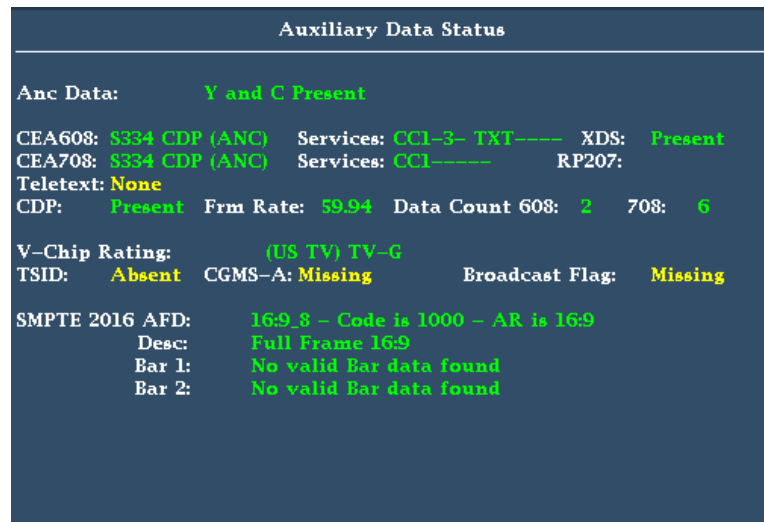 Auxiliary Data Status
Anc Data: Y and C Present
CEA608: S334 CDP (ANC) Services: CC1-3- TXT---- XDS: Present
CEA708: S334 CDP (ANC) Services: CC1----- RP207:
Teletext: None
CDP: Present Frm Rate: 59.94 Data Count 608: 2 708: 6
V-Chip Rating: (US TV) TV-G
TSID: Absent CGMS-A: Missing Broadcast Flag: Missing
SMPTE 2016 AFD: 16:9_8 - Code is 1000 - AR is 16:9
Desc: Full Frame 16:9
Bar 1: No valid Bar data found
Bar 2: No valid Bar data found